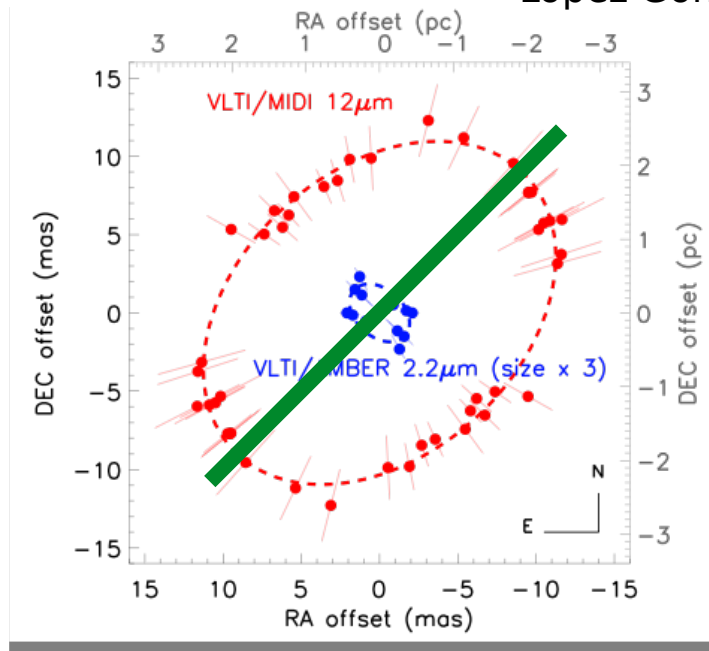 RA offset (pc)
3 2 1 0 −1 −2 −3
VLTI/MIDI 12μm
15
10
5
0
−5
−10
−15
DEC offset (mas)
3
2
1
0
−1
−2
−3
DEC offset (pc)
VLTI/ MBER 2.2μm (size x 3)
N
E
15 10 5 0 −5 −10 −15
RA offset (mas)